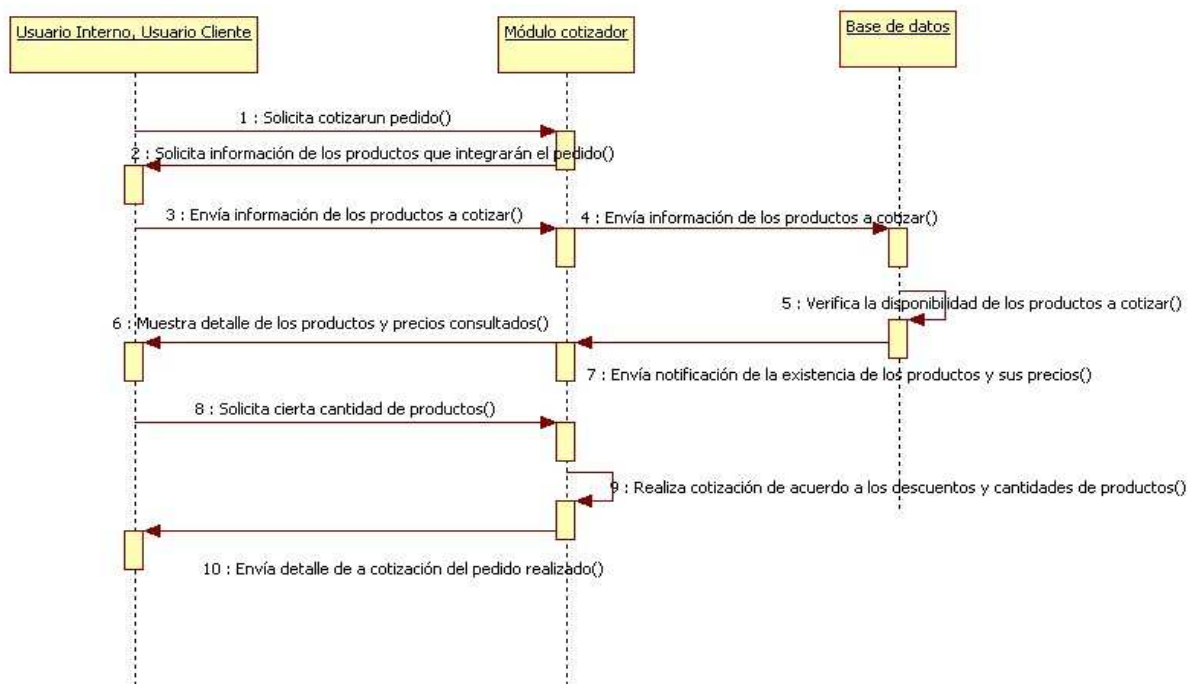 Usuario Interno, Usuario Cliente
Módulo cotizador
Base de datos
1 : Solicita cotizarun pedido()
2 : Solicita información de los productos que integrarán el pedido()
3 : Envía información de los productos a cotizar()
4 : Envía información de los productos a cotizar()
5 : Verifica la disponibilidad de los productos a cotizar()
6 : Muestra detalle de los productos y precios consultados()
7 : Envía notificación de la existencia de los productos y sus precios()
8 : Solicita cierta cantidad de productos()
9 : Realiza cotización de acuerdo a los descuentos y cantidades de productos()
10 : Envía detalle de a cotización del pedido realizado()